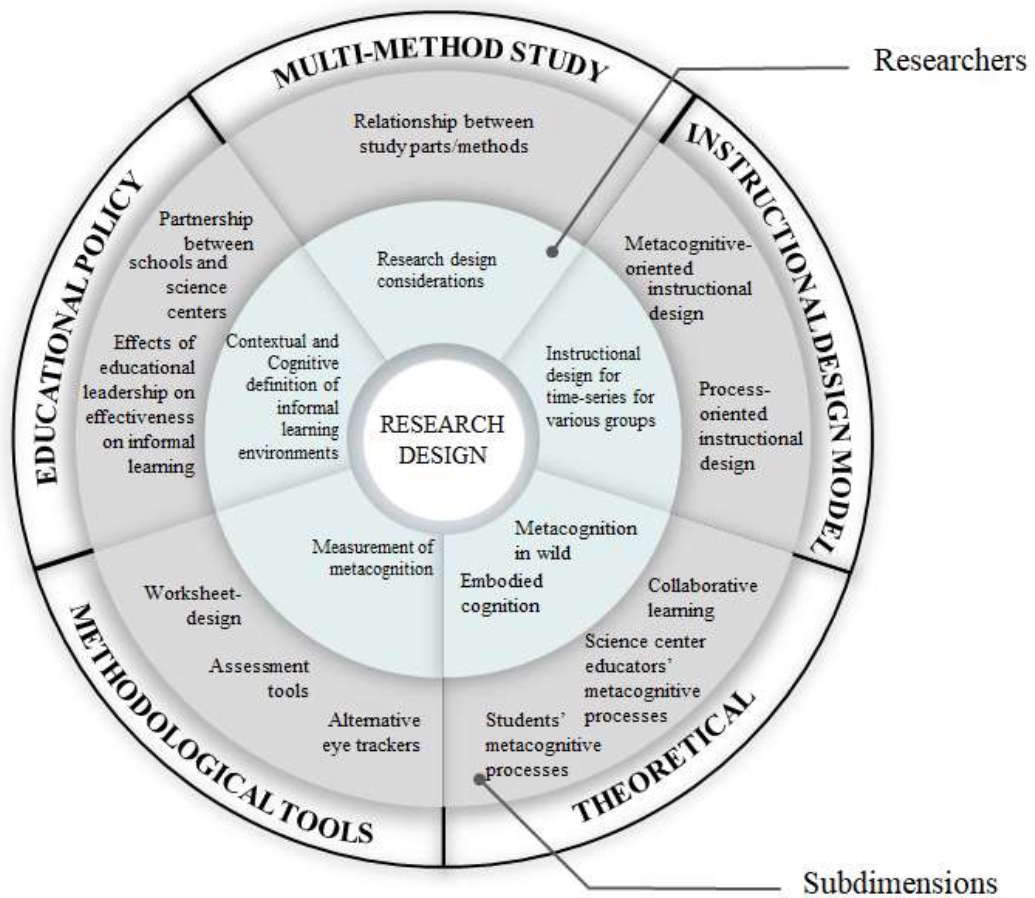 MULTI-METHOD STUDY
Researchers
Relationship between
study parts/methods
Research design
considerations
INSTRUCTIONAL DESIGN MODEL
Metacognitive-
oriented
instructional
design
Process-
oriented
instructional
design
Instructional
design for
time-series for
various groups
EDUCATIONAL POLICY
Partnership
between
schools and
science
centers
Effects of
educational
leadership on
effectiveness
on informal
learning
Contextual and
Cognitive
definition of
informal
learning
environments
RESEARCH
DESIGN
Measurement of
metacognition
Metacognition
in wild
Embodied
cognition
METHODOLOGICAL TOOLS
Worksheet-
design
Assessment
tools
Alternative
eye trackers
THEORETICAL
Collaborative
learning
Science center
educators’
metacognitive
processes
Students’
metacognitive
processes
Subdimensions